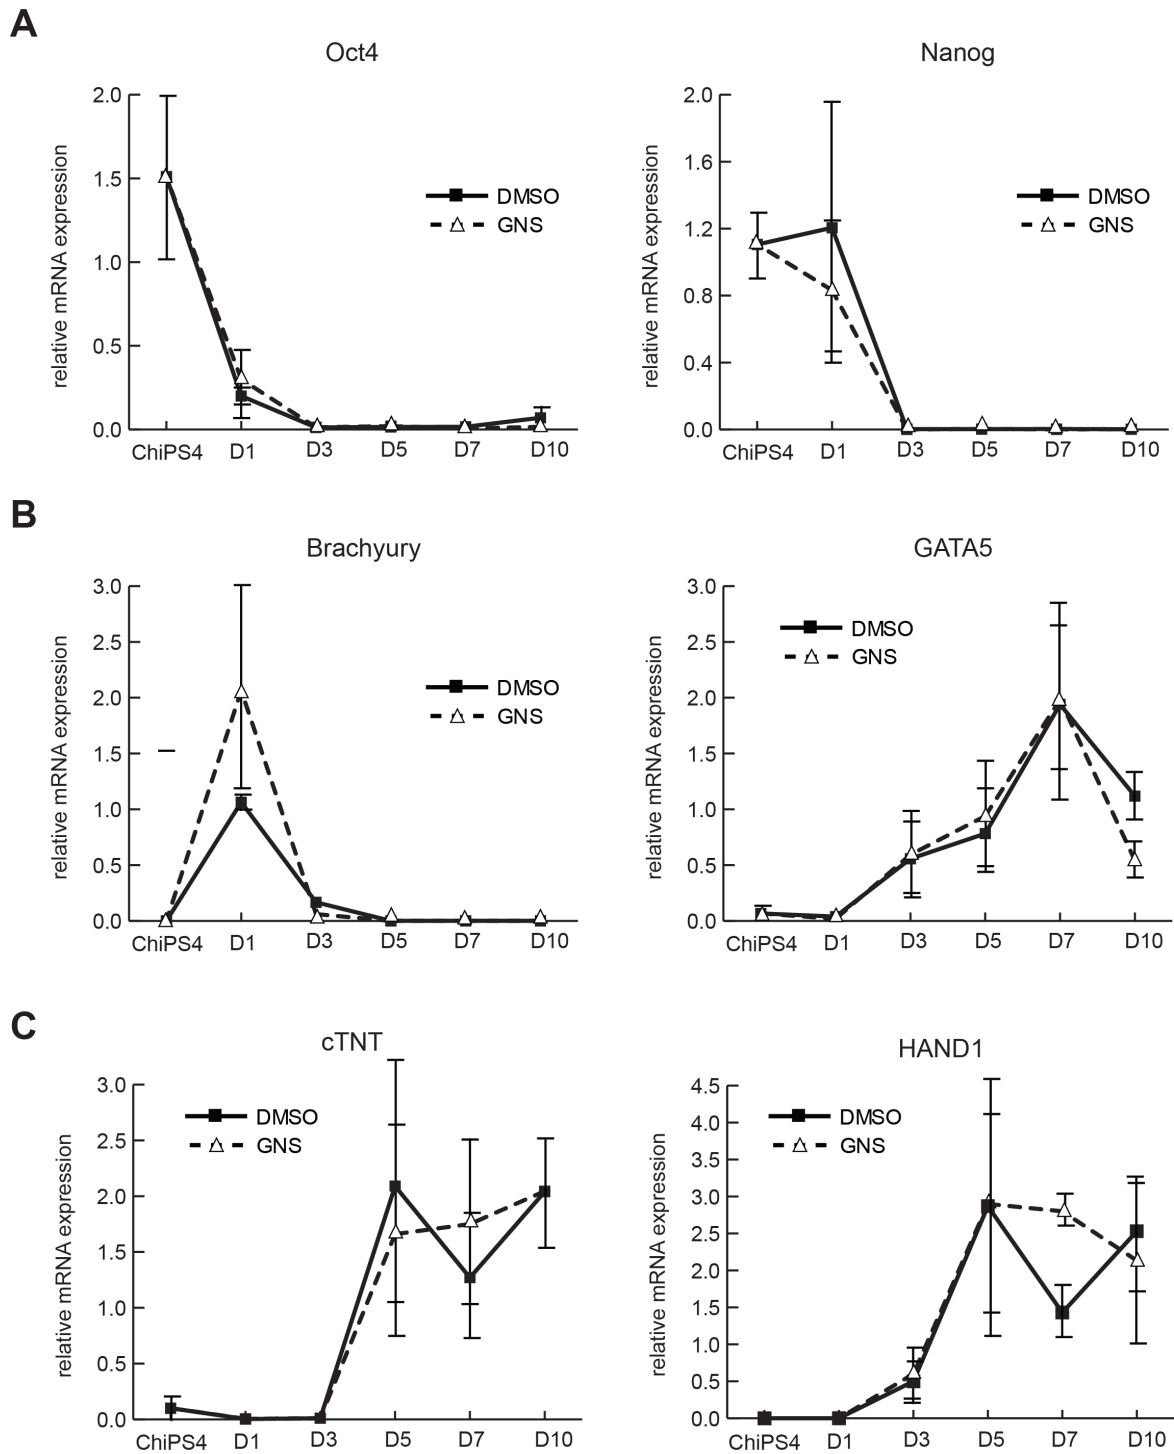 A
Oct4
Nanog
relative mRNA expression
2.0
1.5
1.0
0.5
0.0
DMSO
GNS
ChiPS4 D1 D3 D5 D7 D10
relative mRNA expression
2.0
1.6
1.2
0.8
0.4
0.0
DMSO
GNS
ChiPS4 D1 D3 D5 D7 D10
B
Brachyury
GATA5
relative mRNA expression
3.0
2.5
2.0
1.5
1.0
0.5
0.0
DMSO
GNS
ChiPS4 D1 D3 D5 D7 D10
relative mRNA expression
3.0
2.5
2.0
1.5
1.0
0.5
0.0
DMSO
GNS
ChiPS4 D1 D3 D5 D7 D10
C
cTNT
HAND1
relative mRNA expression
3.0
2.5
2.0
1.5
1.0
0.5
0.0
DMSO
GNS
ChiPS4 D1 D3 D5 D7 D10
relative mRNA expression
4.5
4.0
3.5
3.0
2.5
2.0
1.5
1.0
0.5
0.0
DMSO
GNS
ChiPS4 D1 D3 D5 D7 D10